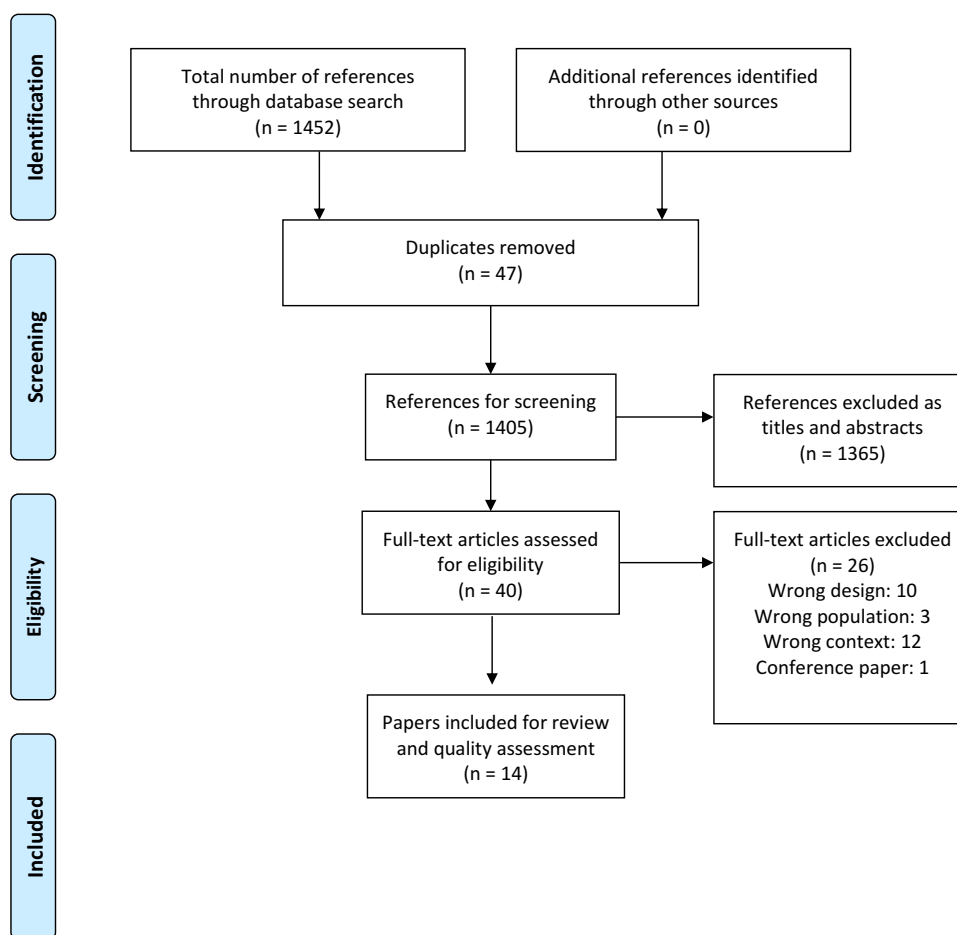 Identification
Total number of references
through database search
(n = 1452)
Additional references identified
through other sources
(n = 0)
Screening
Duplicates removed
(n = 47)
References for screening
(n = 1405)
References excluded as
titles and abstracts
(n = 1365)
Eligibility
Full-text articles assessed
for eligibility
(n = 40)
Full-text articles excluded
(n = 26)
Wrong design: 10
Wrong population: 3
Wrong context: 12
Conference paper: 1
Included
Papers included for review
and quality assessment
(n = 14)